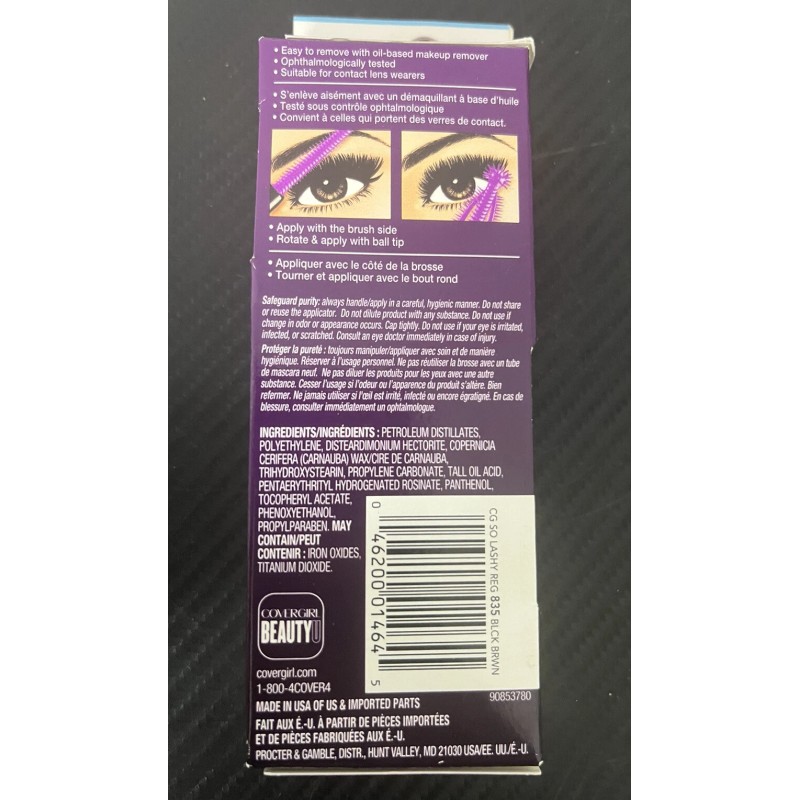 • Easy to remove with oil-based makeup remover
• Ophthalmologically tested
• Suitable for contact lens wearers
• S'enlève aisément avec un démaquillant à base d'huile
• Testé sous contrôle ophtalmologique
• Convient à celles qui portent des verres de contact.
• Apply with the brush side
• Rotate & apply with ball tip
• Appliquer avec le côté de la brosse
• Tourner et appliquer avec le bout rond
Safeguard purity: always handle/apply in a careful, hygienic manner. Do not share
or reuse the applicator. Do not dilute product with any substance. Do not use if
change in odor or appearance occurs. Cap tightly. Do not use if your eye is irritated,
infected, or scratched. Consult an eye doctor immediately in case of injury.
Protéger la pureté : toujours manipuler/appliquer avec soin et de manière
hygiénique. Réserver à l'usage personnel. Ne pas réutiliser la brosse avec un tube
de mascara neuf. Ne pas diluer les produits pour les yeux avec une autre
substance. Cesser l'usage si l'odeur ou l'apparence du produit s'altère. Bien
refermer. Ne jamais utiliser si l'œil est irrité, infecté ou encore égratigné. En cas de
blessure, consulter immédiatement un ophtalmologue.
INGREDIENTS/INGRÉDIENTS : PETROLEUM DISTILLATES,
POLYETHYLENE, DISTEARDIMONIUM HECTORITE, COPERNICIA
CERIFERA (CARNAUBA) WAX/CIRE DE CARNAUBA,
TRIHYDROXYSTEARIN, PROPYLENE CARBONATE, TALL OIL ACID,
PENTAERYTHRITYL HYDROGENATED ROSINATE, PANTHENOL,
TOCOPHERYL ACETATE,
PHENOXYETHANOL,
PROPYLPARABEN. MAY
CONTAIN/PEUT
CONTENIR : IRON OXIDES,
TITANIUM DIOXIDE.
CG SO LASHY REG 835 BLCK BRWN
0 46200 01464 5
COVERGIRL
BEAUTYU
covergirl.com
1-800-4COVER4
90853780
MADE IN USA OF US & IMPORTED PARTS
FAIT AUX É.-U. À PARTIR DE PIÈCES IMPORTÉES
ET DE PIÈCES FABRIQUÉES AUX É.-U.
PROCTER & GAMBLE, DISTR., HUNT VALLEY, MD 21030 USA/EE. UU./É.-U.